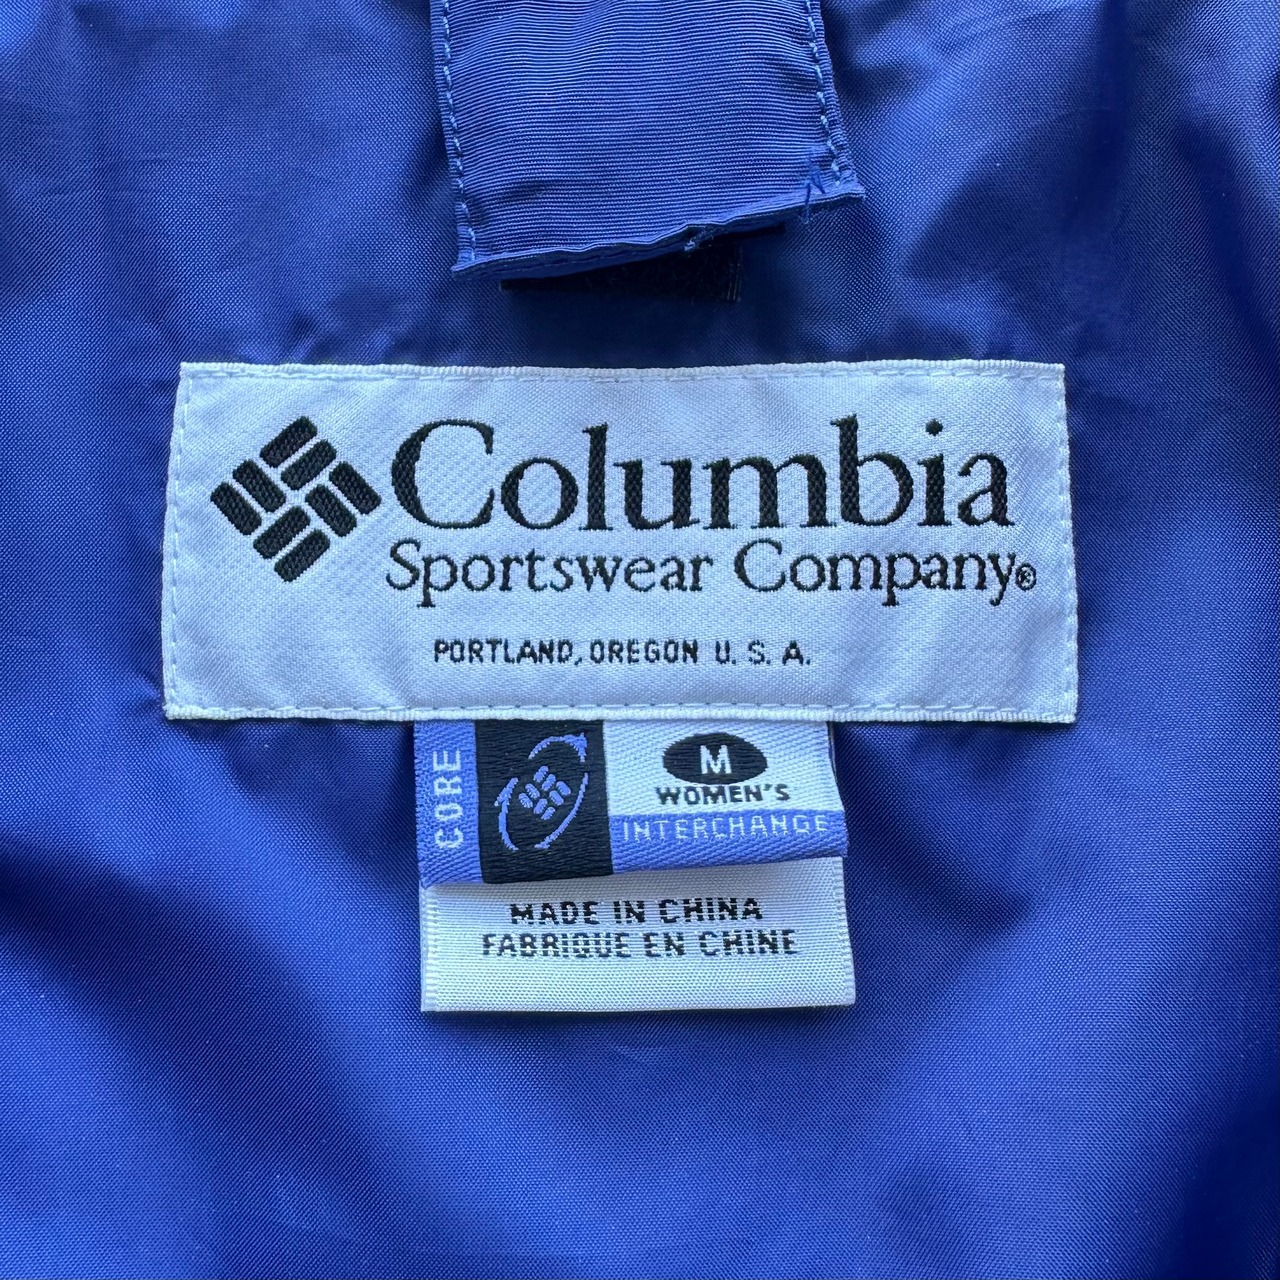 Columbia
Sportswear Company®
PORTLAND, OREGON U. S. A.
CORE
M
WOMEN'S
INTERCHANGE
MADE IN CHINA
FABRIQUE EN CHINE